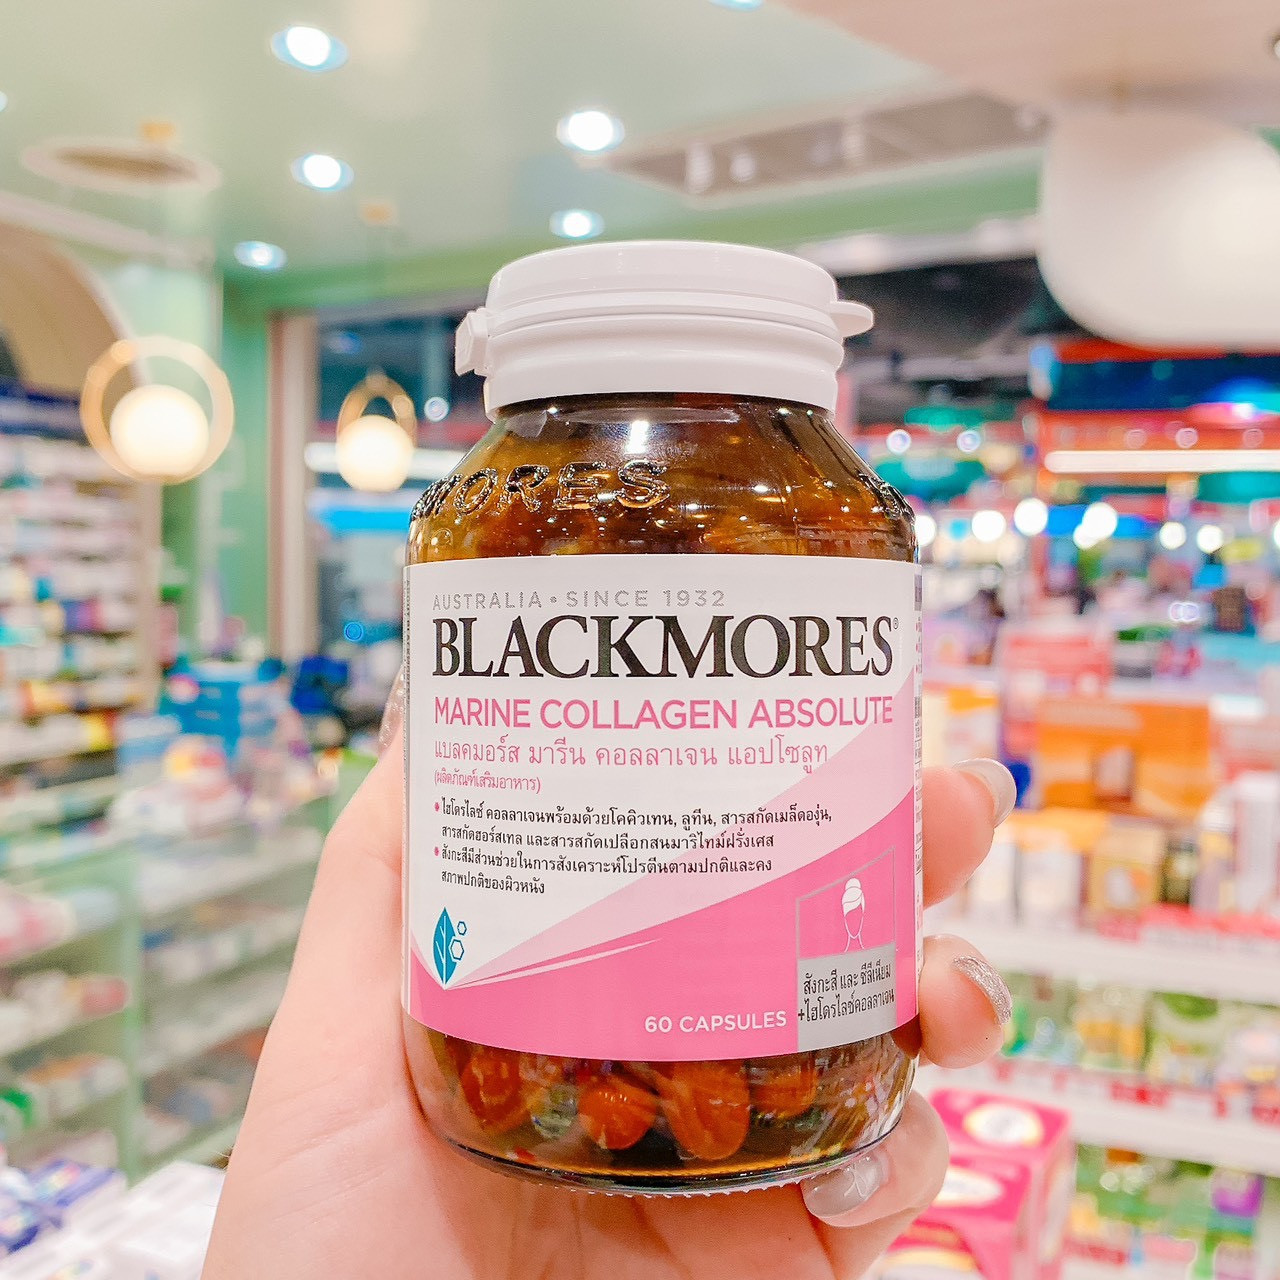 MORES
AUSTRALIA • SINCE 1932
BLACKMORES®
MARINE COLLAGEN ABSOLUTE
แบลคมอร์ส มารีน คอลลาเจน แอปโซลูท
(ผลิตภัณฑ์เสริมอาหาร)
• ไฮโดรไลซ์ คอลลาเจนพร้อมด้วยโคคิวเทน, ลูทีน, สารสกัดเมล็ดองุ่น,
สารสกัดฮอร์สเทล และสารสกัดเปลือกสนมาริไทม์ฝรั่งเศส
• สังกะสีมีส่วนช่วยในการสังเคราะห์โปรตีนตามปกติและคง
สภาพปกติของผิวหนัง
สังกะสี และ ซีลีเนียม
+ไฮโดรไลซ์คอลลาเจน
60 CAPSULES